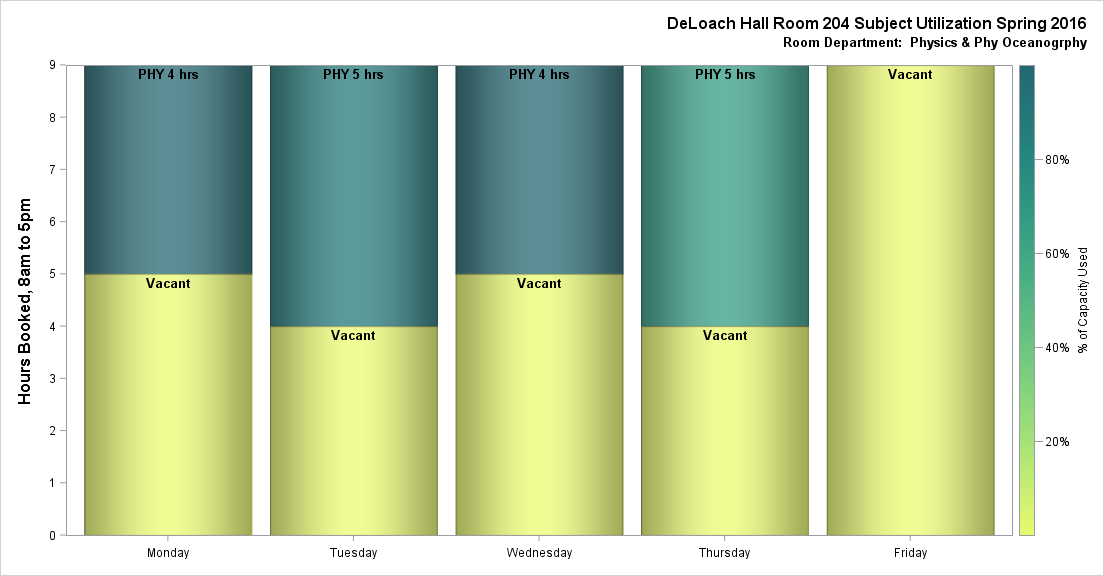 DeLoach Hall Room 204 Subject Utilization Spring 2016
Room Department:  Physics & Phy Oceanogrphy
Hours Booked, 8am to 5pm
9
8
7
6
5
4
3
2
1
0
PHY 4 hrs
Vacant
PHY 5 hrs
Vacant
PHY 4 hrs
Vacant
PHY 5 hrs
Vacant
Vacant
Monday
Tuesday
Wednesday
Thursday
Friday
80%
60%
40%
20%
% of Capacity Used